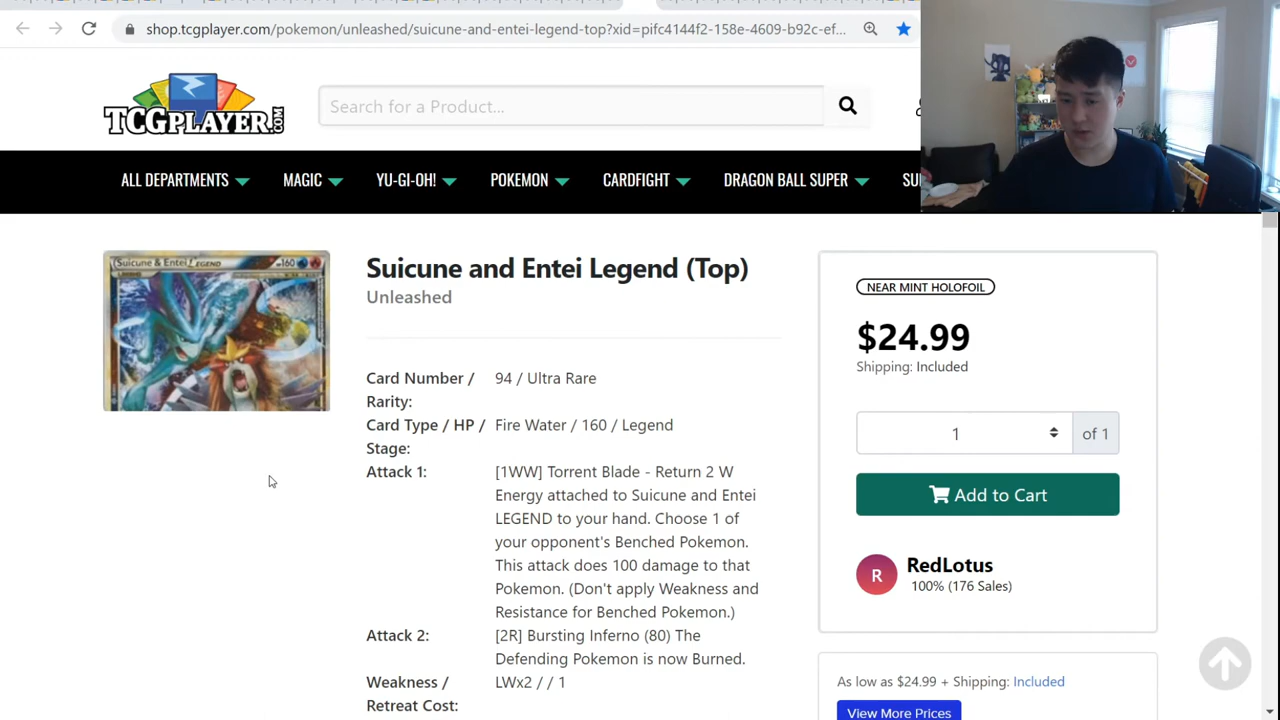 shop.tcgplayer.com/pokemon/unleashed/suicune-and-entei-legend-top?xid=pifc4144f2-158e-4609-b92c-ef...
TCGPLAYER.COM
Search for a Product...
ALL DEPARTMENTS MAGIC YU-GI-OH! POKEMON CARDFIGHT DRAGON BALL SUPER SU
Suicune & Entei LEGEND 160
Suicune and Entei Legend (Top)
Unleashed
Card Number / 94 / Ultra Rare
Rarity:
Card Type / HP / Fire Water / 160 / Legend
Stage:
Attack 1: [1WW] Torrent Blade - Return 2 W
Energy attached to Suicune and Entei
LEGEND to your hand. Choose 1 of
your opponent's Benched Pokemon.
This attack does 100 damage to that
Pokemon. (Don't apply Weakness and
Resistance for Benched Pokemon.)
Attack 2: [2R] Bursting Inferno (80) The
Defending Pokemon is now Burned.
Weakness / LWx2 / / 1
Retreat Cost:
NEAR MINT HOLOFOIL
$24.99
Shipping: Included
1 of 1
Add to Cart
R RedLotus
100% (176 Sales)
As low as $24.99 + Shipping: Included
View More Prices